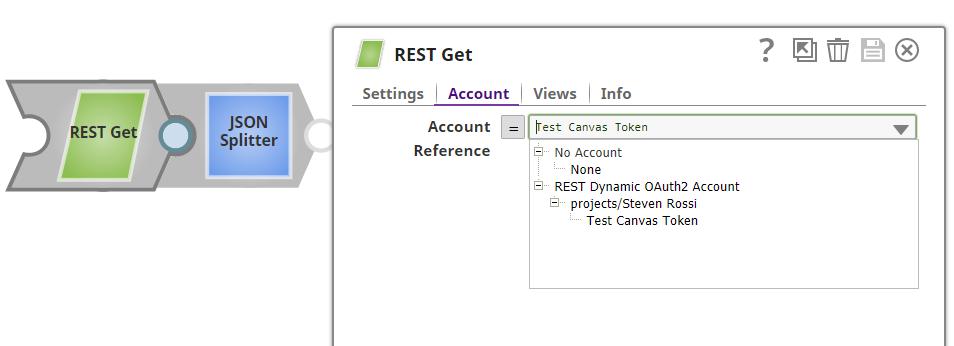 REST Get
JSON
Splitter
REST Get
?
Settings
Account
Views
Info
Account
Reference
=
Test Canvas Token
No Account
None
REST Dynamic OAuth2 Account
projects/Steven Rossi
Test Canvas Token